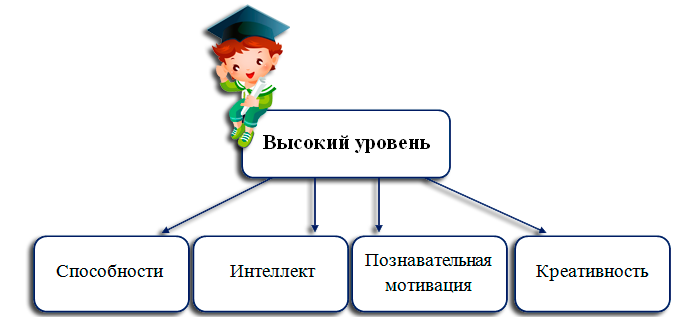 Высокий уровень
Способности
Интеллект
Познавательная
мотивация
Креативность